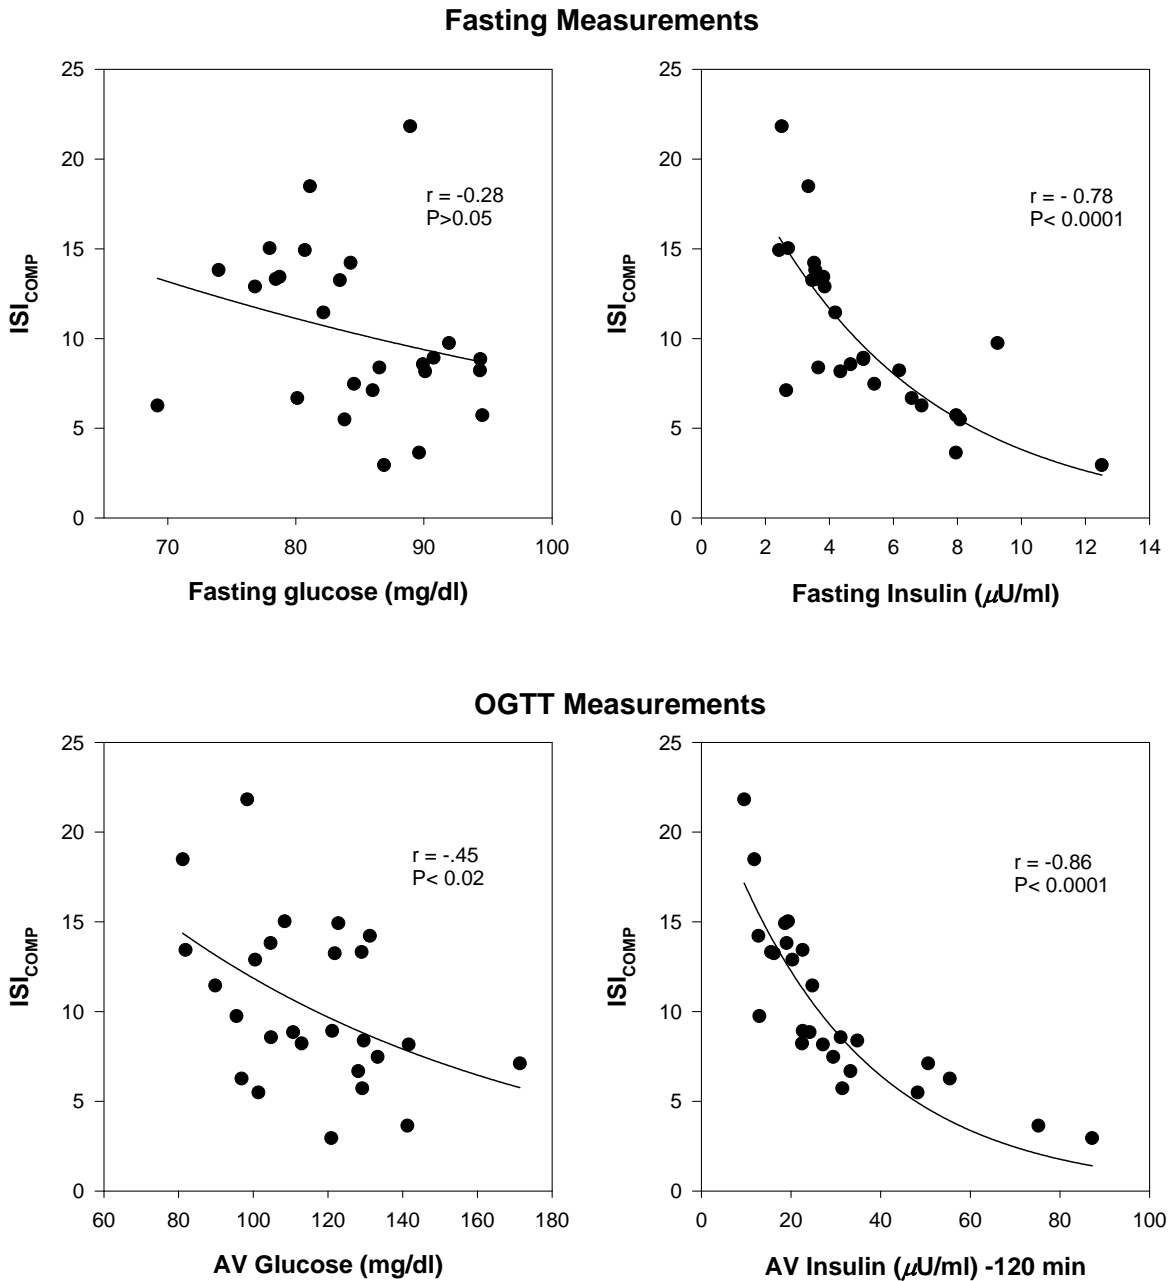 Fasting Measurements
25
20
15
10
5
0
ISI_COMP
r = -0.28
P>0.05
70
80
90
100
Fasting glucose (mg/dl)
25
20
15
10
5
0
ISI_COMP
r = - 0.78
P< 0.0001
0
2
4
6
8
10
12
14
Fasting Insulin (μU/ml)
OGTT Measurements
25
20
15
10
5
0
ISI_COMP
r = -.45
P< 0.02
60
80
100
120
140
160
180
AV Glucose (mg/dl)
25
20
15
10
5
0
ISI_COMP
r = -0.86
P< 0.0001
0
20
40
60
80
100
AV Insulin (μU/ml) -120 min